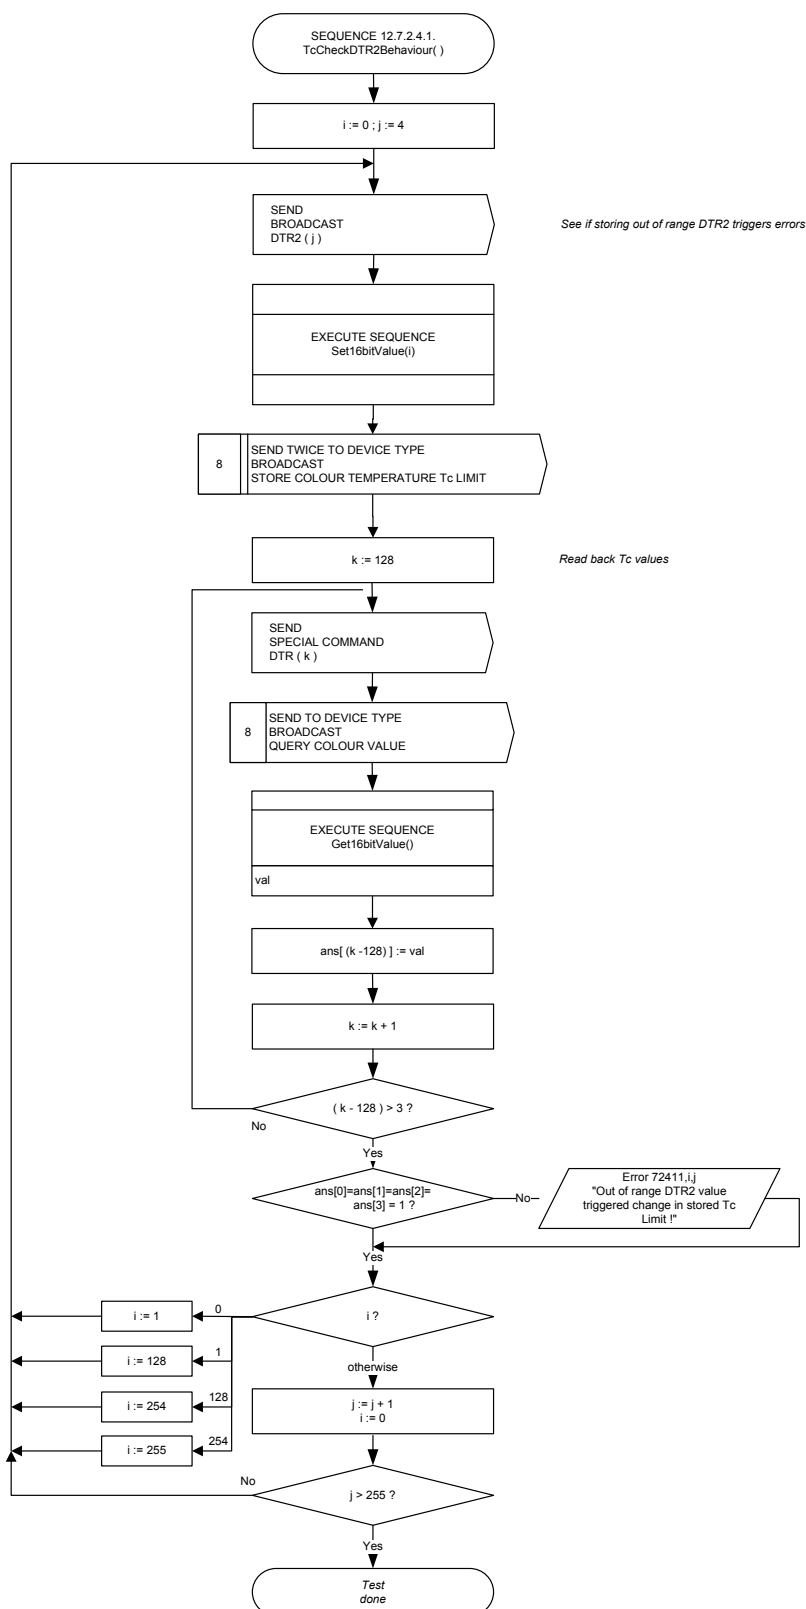 SEQUENCE 12.7.2.4.1.
TcCheckDTR2Behaviour( )
i := 0 ; j := 4
SEND
BROADCAST
DTR2 ( j )
See if storing out of range DTR2 triggers errors
EXECUTE SEQUENCE
Set16bitValue(i)
8
SEND TWICE TO DEVICE TYPE
BROADCAST
STORE COLOUR TEMPERATURE Tc LIMIT
k := 128
Read back Tc values
SEND
SPECIAL COMMAND
DTR ( k )
8
SEND TO DEVICE TYPE
BROADCAST
QUERY COLOUR VALUE
EXECUTE SEQUENCE
Get16bitValue()
val
ans[ (k -128) ] := val
k := k + 1
( k - 128 ) > 3 ?
No
Yes
ans[0]=ans[1]=ans[2]=
ans[3] = 1 ?
No
Error 72411,i,j
"Out of range DTR2 value
triggered change in stored Tc
Limit !"
Yes
i ?
0
i := 1
1
i := 128
128
i := 254
254
i := 255
otherwise
j := j + 1
i := 0
No
j > 255 ?
Yes
Test
done